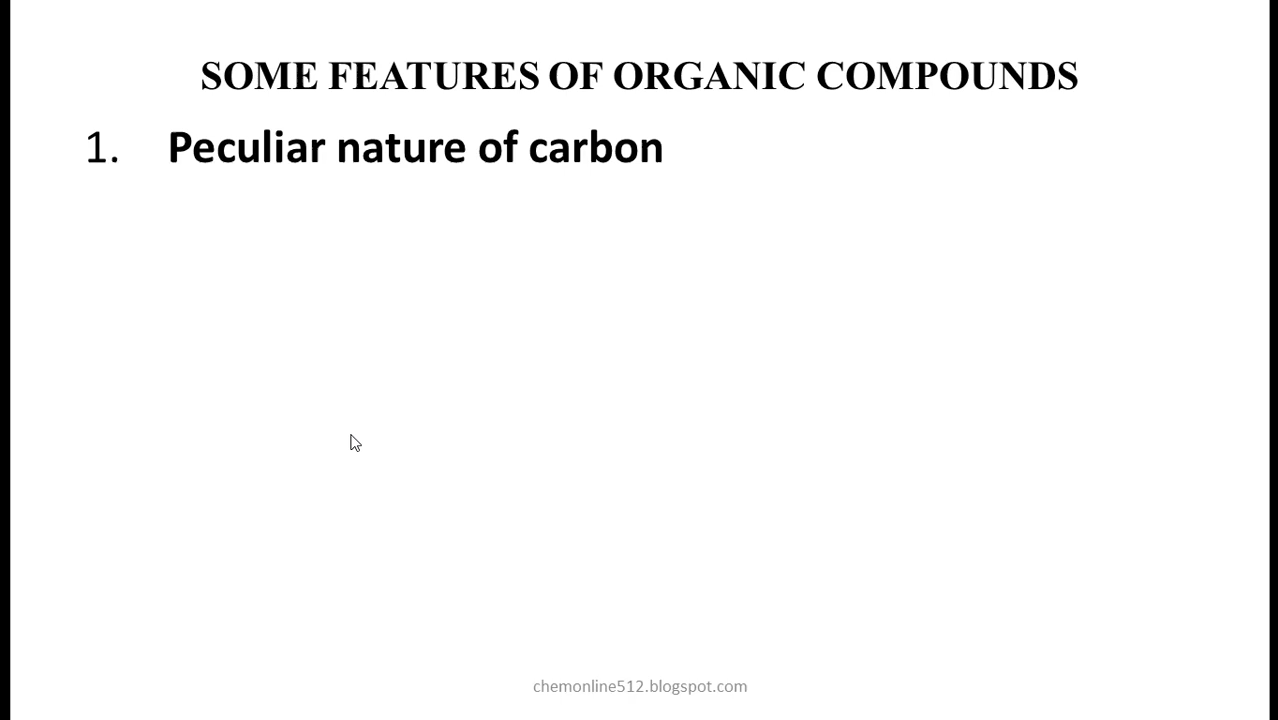 SOME FEATURES OF ORGANIC COMPOUNDS
1. Peculiar nature of carbon
chemonline512.blogspot.com